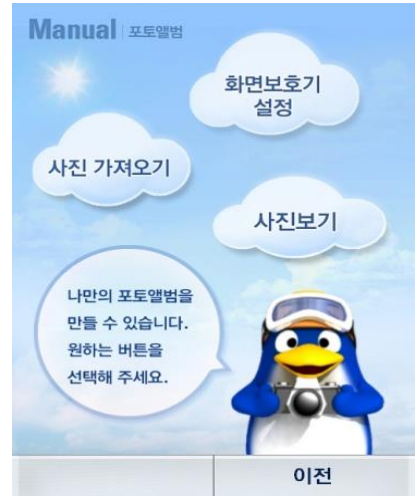 Manual 포토앨범
화면보호기
설정
사진 가져오기
사진보기
나만의 포토앨범을
만들 수 있습니다.
원하는 버튼을
선택해 주세요.
이전